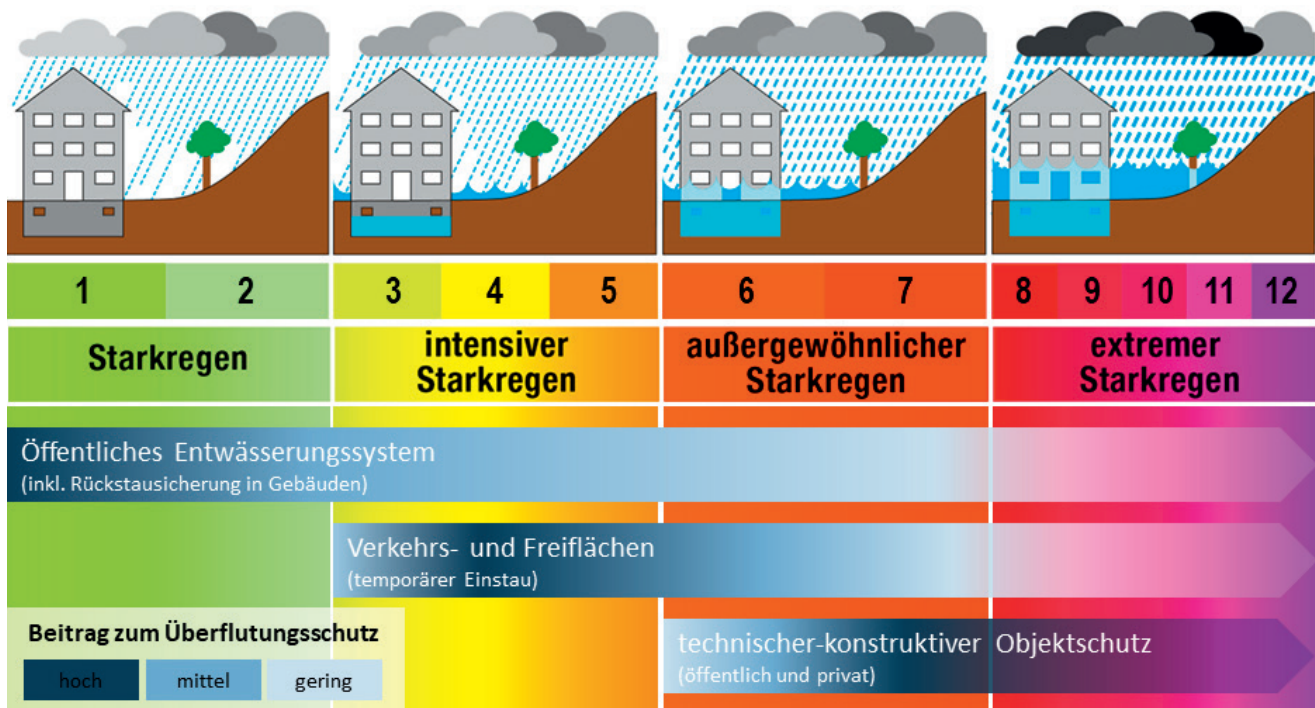 1 2 3 4 5 6 7 8 9 10 11 12
Starkregen
intensiver
Starkregen
außergewöhnlicher
Starkregen
extremer
Starkregen
Öffentliches Entwässerungssystem
(inkl. Rückstausicherung in Gebäuden)
Verkehrs- und Freiflächen
(temporärer Einstau)
technischer-konstruktiver Objektschutz
(öffentlich und privat)
Beitrag zum Überflutungsschutz
hoch mittel gering